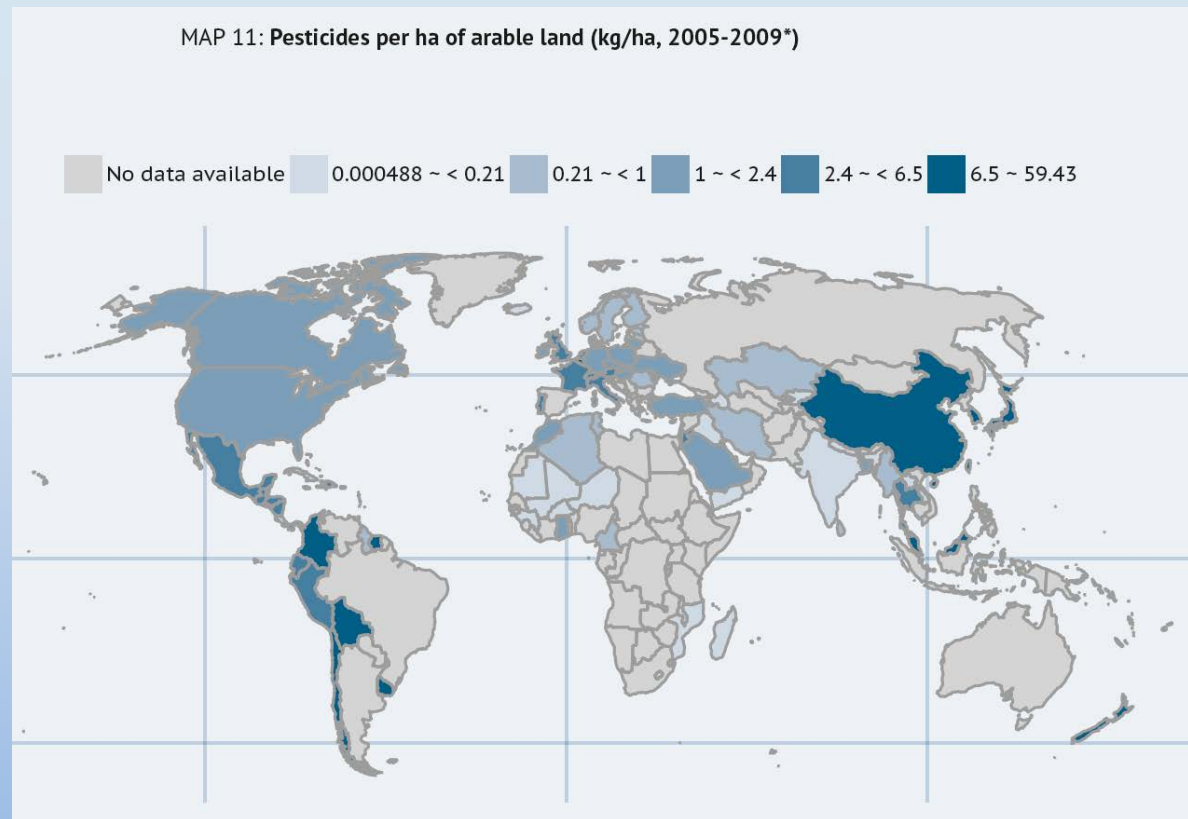 MAP 11: Pesticides per ha of arable land (kg/ha, 2005-2009*)
No data available 0.000488 ~ < 0.21 0.21 ~ < 1 1 ~ < 2.4 2.4 ~ < 6.5 6.5 ~ 59.43